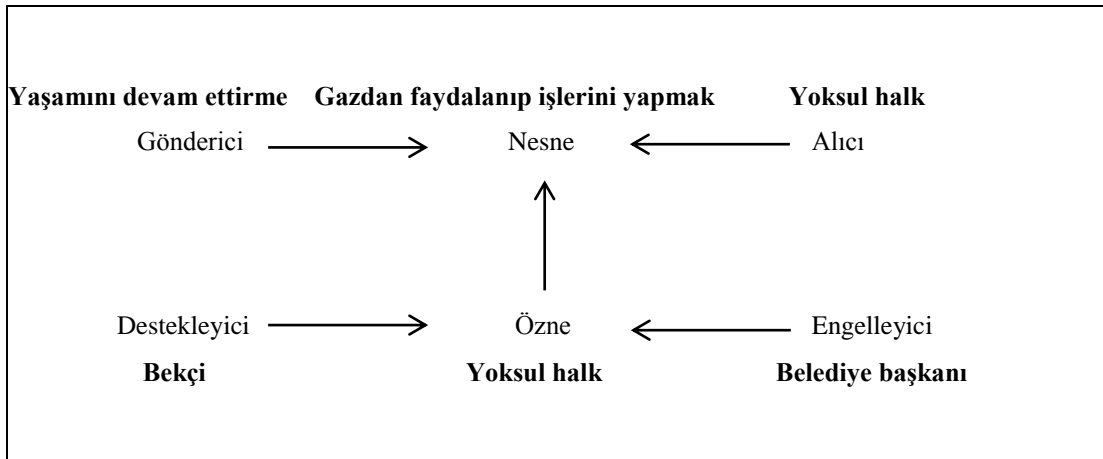 Yaşamını devam ettirme Gazdan faydalanıp işlerini yapmak Yoksul halk
Gönderici Nesne Alıcı
Destekleyici Özne Engelleyici
Bekçi Yoksul halk Belediye başkanı